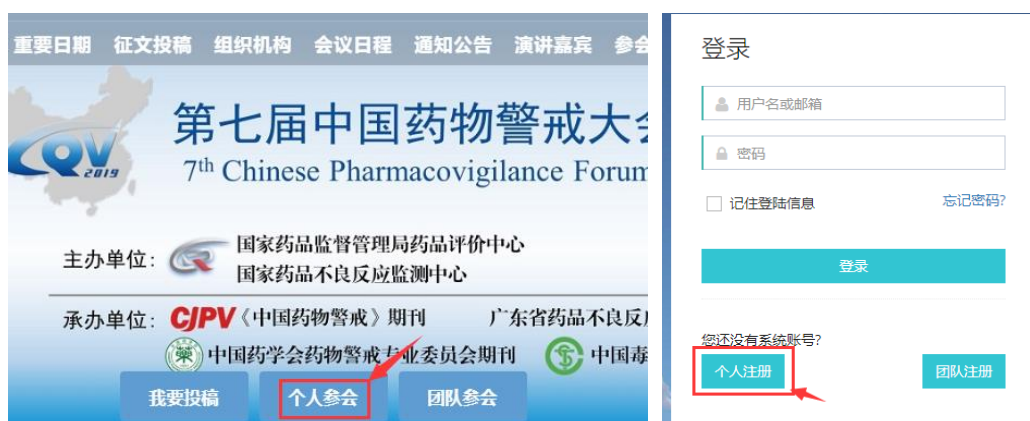 重要日期 征文投稿 组织机构 会议日程 通知公告 演讲嘉宾 参会
CQV
2019
第七届中国药物警戒大会
7th Chinese Pharmacovigilance Forum
主办单位:
国家药品监督管理局药品评价中心
国家药品不良反应监测中心
承办单位: CJPV《中国药物警戒》期刊 广东省药品不良反
中国药学会药物警戒专业委员会期刊 中国毒
我要投稿 个人参会 团队参会
登录
用户名或邮箱
密码
记住登陆信息 忘记密码?
登录
您还没有系统账号?
个人注册 团队注册